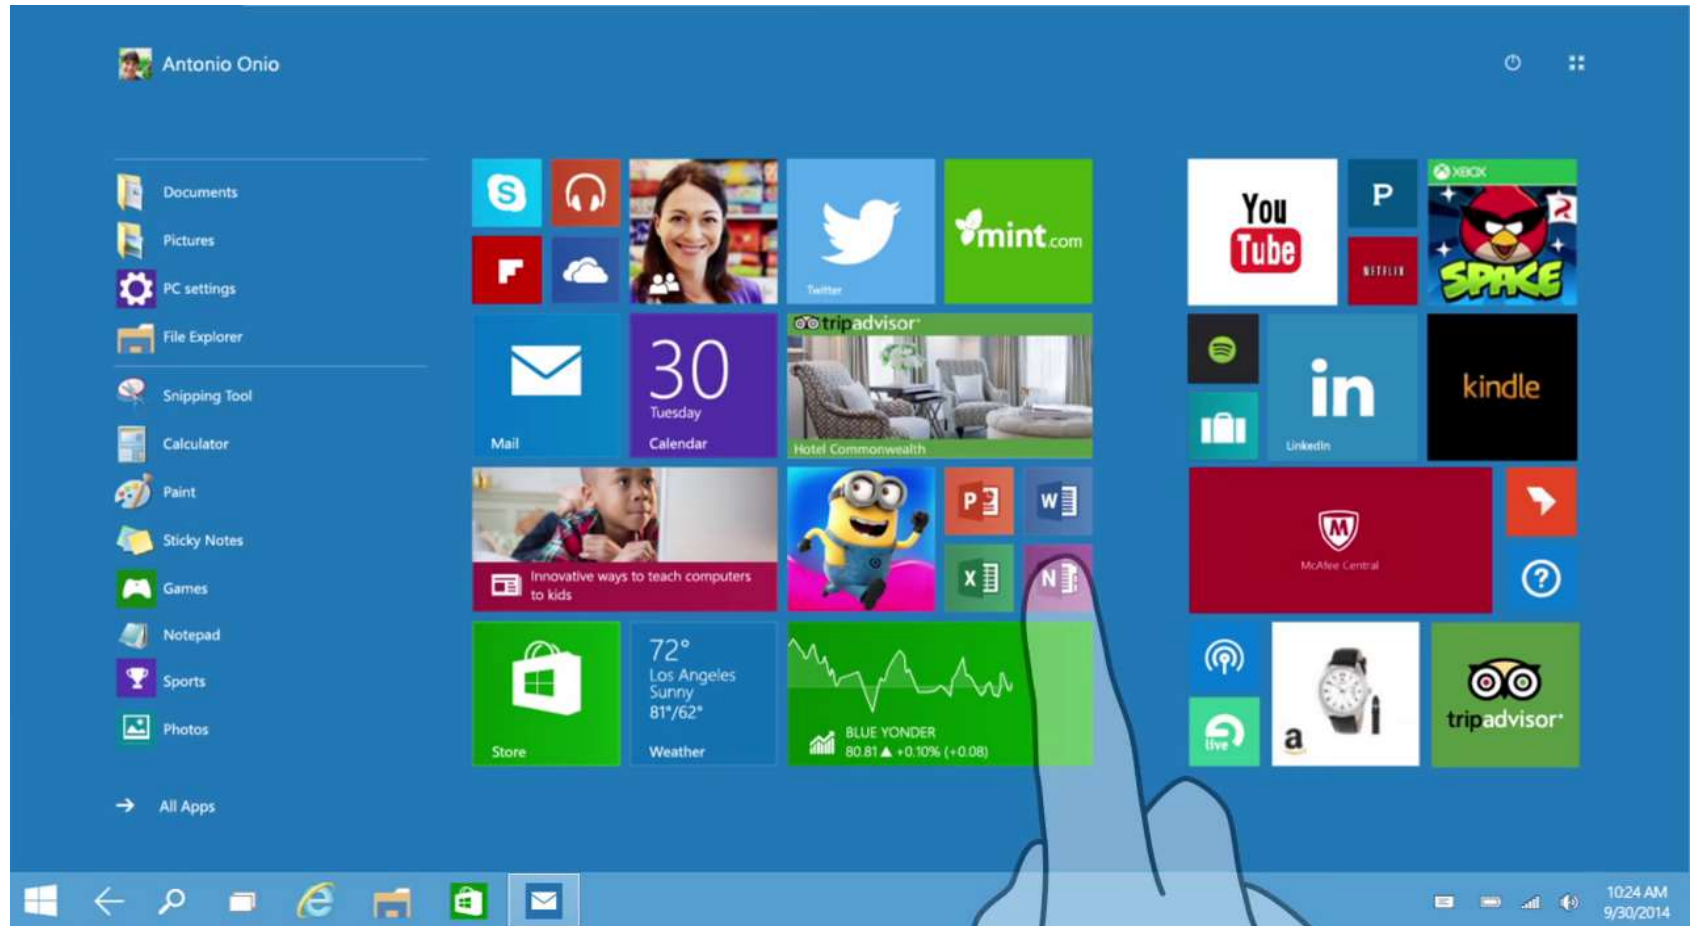 Antonio Onio
Documents
Pictures
PC settings
File Explorer
Snipping Tool
Calculator
Paint
Sticky Notes
Games
Notepad
Sports
Photos
All Apps
S
Twitter
mint.com
Mail
30
Tuesday
Calendar
tripadvisor
Hotel Commonwealth
Innovative ways to teach computers
to kids
P
W
X
N
Store
72°
Los Angeles
Sunny
81°/62°
Weather
BLUE YONDER
80.81 ▲ +0.10% (+0.08)
You
Tube
P
NETFLIX
XBOX
SPACE
in
LinkedIn
kindle
M
McAfee Central
?
live
a
tripadvisor
10:24 AM
9/30/2014